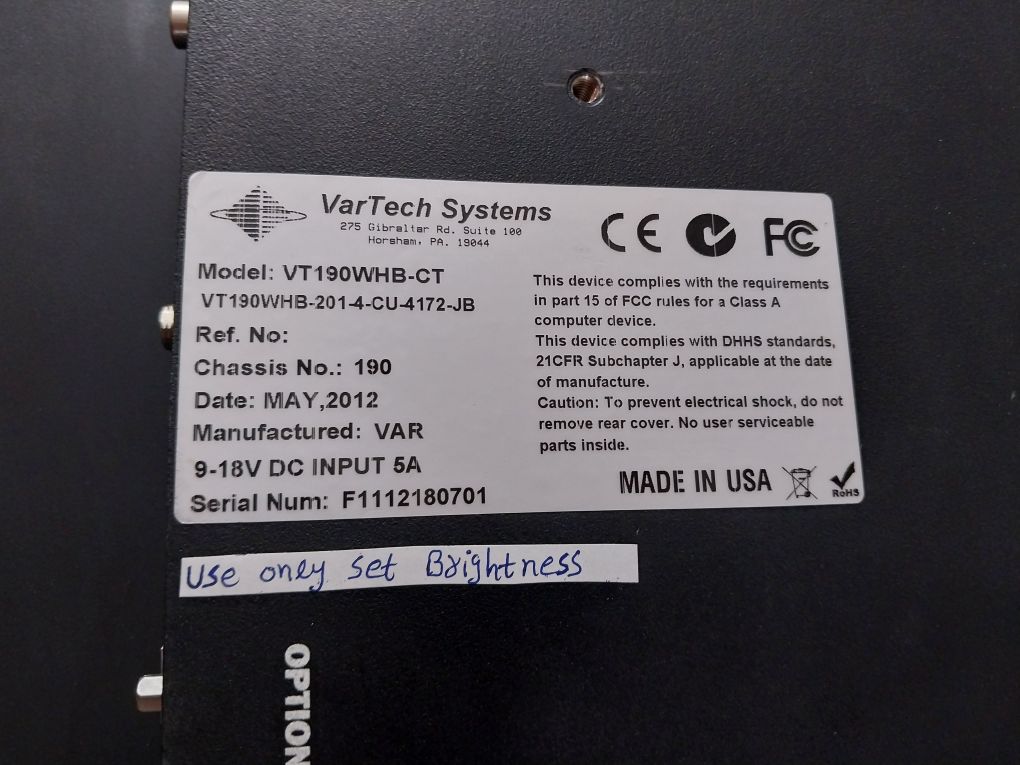 VarTech Systems
275 Gibraltar Rd. Suite 100
Horsham, PA. 19044
CE FC
Model: VT190WHB-CT
VT190WHB-201-4-CU-4172-JB
Ref. No:
Chassis No.: 190
Date: MAY,2012
Manufactured: VAR
9-18V DC INPUT 5A
Serial Num: F1112180701
This device complies with the requirements
in part 15 of FCC rules for a Class A
computer device.
This device complies with DHHS standards,
21CFR Subchapter J, applicable at the date
of manufacture.
Caution: To prevent electrical shock, do not
remove rear cover. No user serviceable
parts inside.
MADE IN USA
RoHS
Use only set Brightness
OPTION